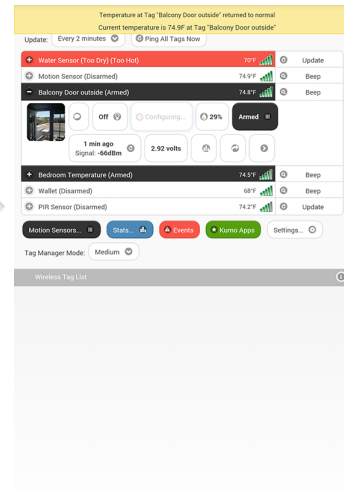 Temperature at Tag "Balcony Door outside" returned to normal
Current temperature is 74.9F at Tag "Balcony Door outside"
Update: Every 2 minutes Ping All Tags Now
Water Sensor (Too Dry) (Too Hot) 70°F Update
Motion Sensor (Disarmed) 74.9°F Beep
Balcony Door outside (Armed) 74.8°F Beep
Off Configuring... 29% Armed
1 min ago
Signal: -66dBm 2.92 volts
Bedroom Temperature (Armed) 74.5°F Beep
Wallet (Disarmed) 68°F Beep
PIR Sensor (Disarmed) 74.2°F Update
Motion Sensors... Stats... Events Kumo Apps Settings...
Tag Manager Mode: Medium
Wireless Tag List